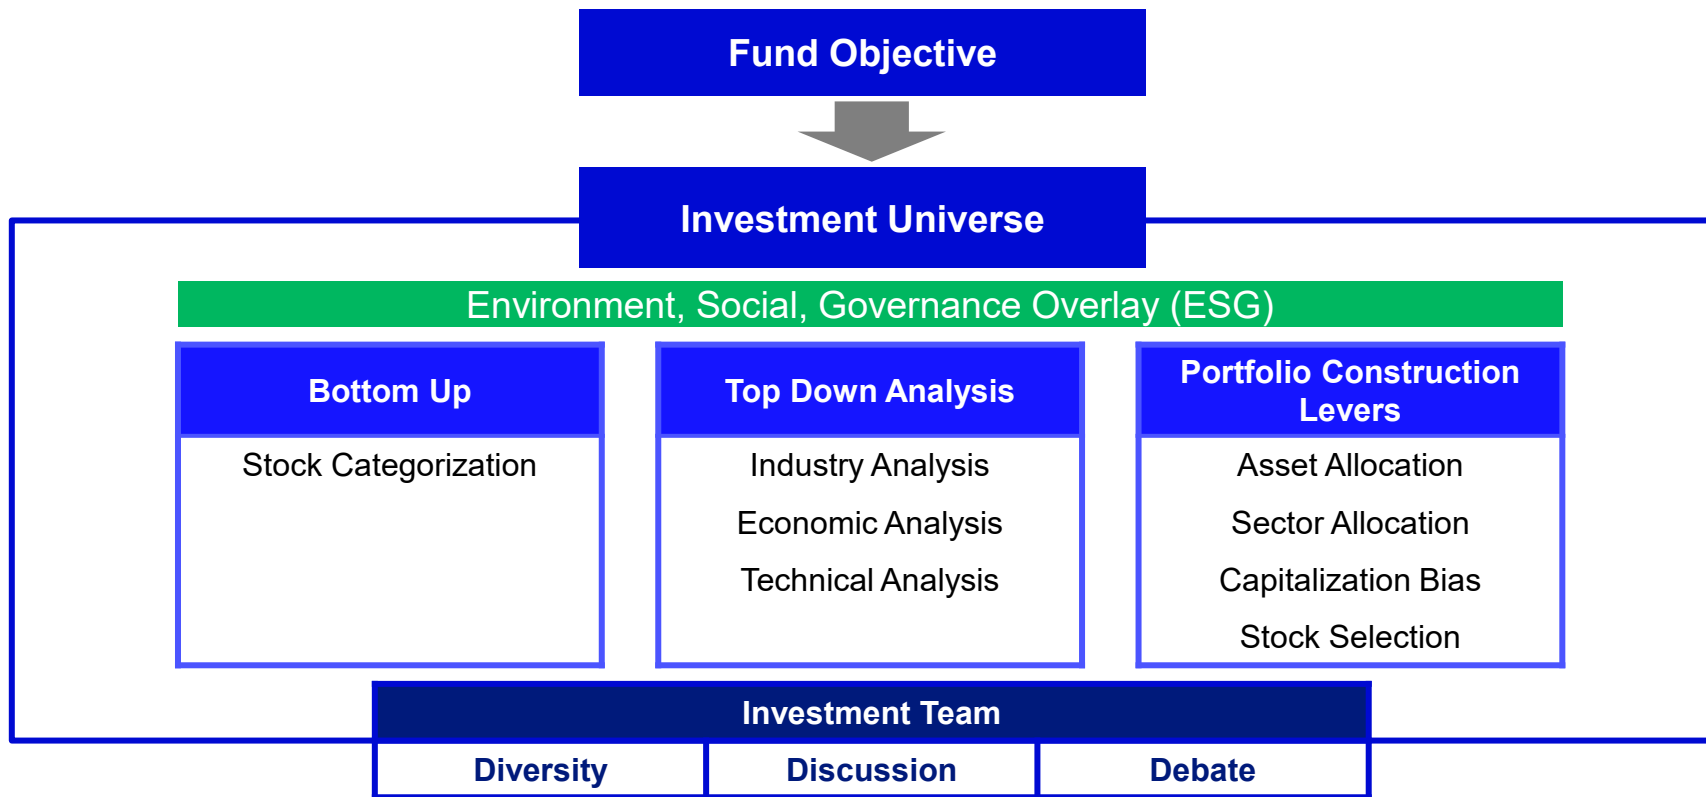 Fund Objective
Investment Universe
Environment, Social, Governance Overlay (ESG)
Bottom Up
Stock Categorization
Top Down Analysis
Industry Analysis
Economic Analysis
Technical Analysis
Portfolio Construction
Levers
Asset Allocation
Sector Allocation
Capitalization Bias
Stock Selection
Investment Team
Diversity
Discussion
Debate